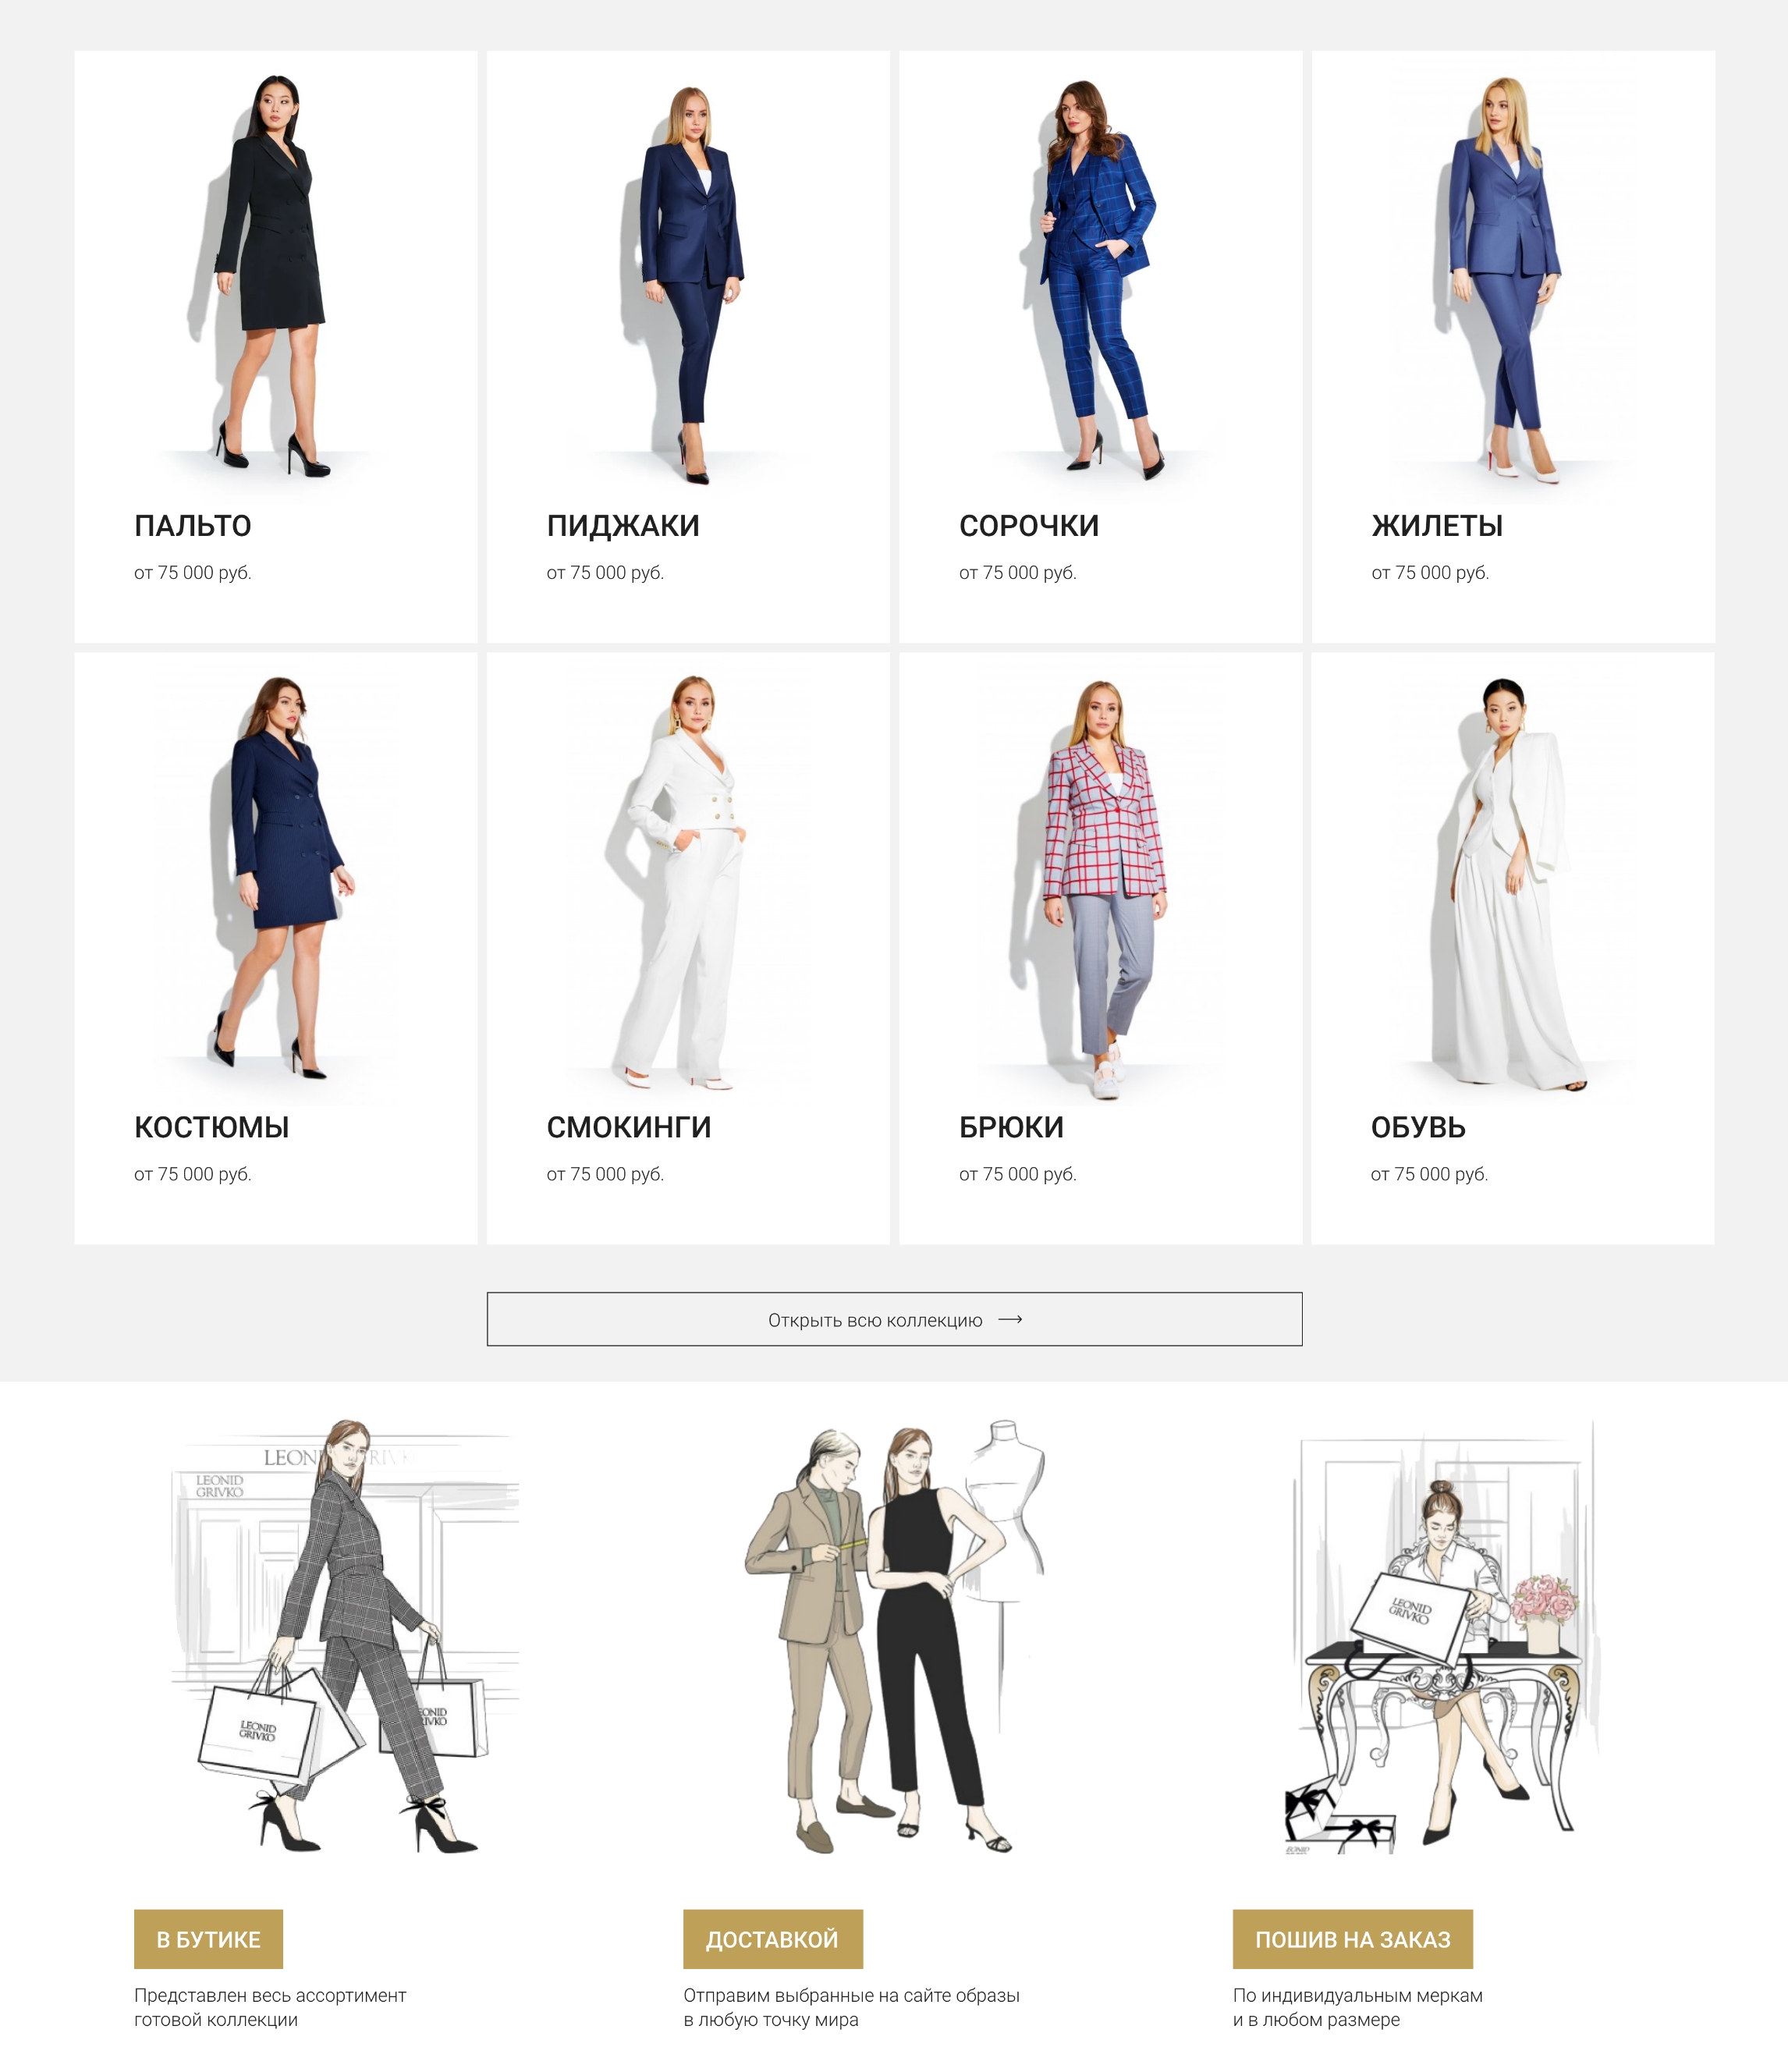 ПАЛЬТО
от 75 000 руб.
ПИДЖАКИ
от 75 000 руб.
СОРОЧКИ
от 75 000 руб.
ЖИЛЕТЫ
от 75 000 руб.
КОСТЮМЫ
от 75 000 руб.
СМОКИНГИ
от 75 000 руб.
БРЮКИ
от 75 000 руб.
ОБУВЬ
от 75 000 руб.
Открыть всю коллекцию →
LEONID
GRIVKO
LEONID
GRIVKO
LEONID
GRIVKO
В БУТИКЕ
Представлен весь ассортимент
готовой коллекции
ДОСТАВКОЙ
Отправим выбранные на сайте образы
в любую точку мира
ПОШИВ НА ЗАКАЗ
По индивидуальным меркам
и в любом размере